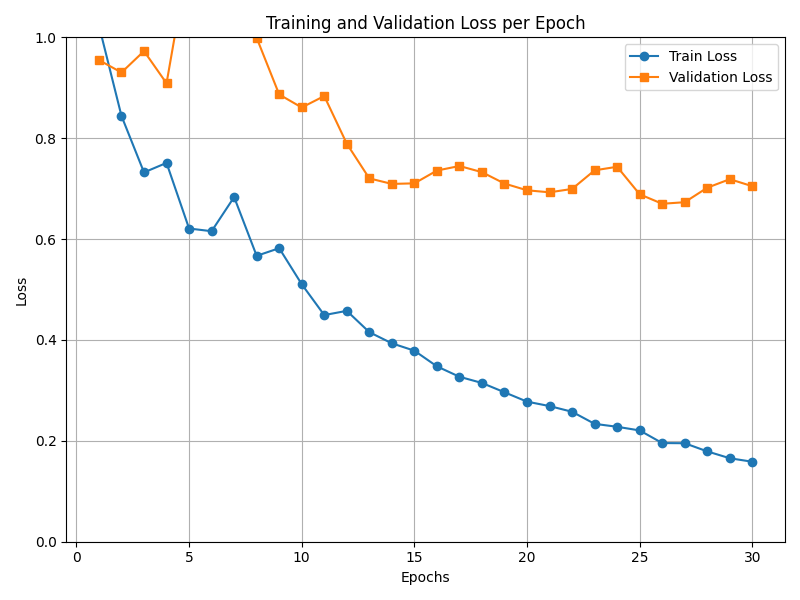 Training and Validation Loss per Epoch
Train Loss
Validation Loss
1.0
0.8
0.6
0.4
0.2
0.0
Loss
0 5 10 15 20 25 30
Epochs